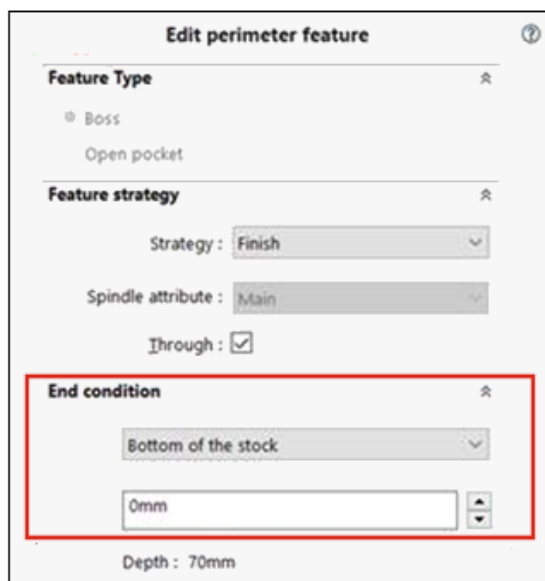 Edit perimeter feature
Feature Type
Boss
Open pocket
Feature strategy
Strategy : Finish
Spindle attribute : Main
Through :
End condition
Bottom of the stock
0mm
Depth : 70mm